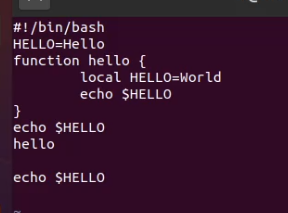 #!/bin/bash
HELLO=Hello
function hello {
        local HELLO=World
        echo $HELLO
}
echo $HELLO
hello

echo $HELLO

~